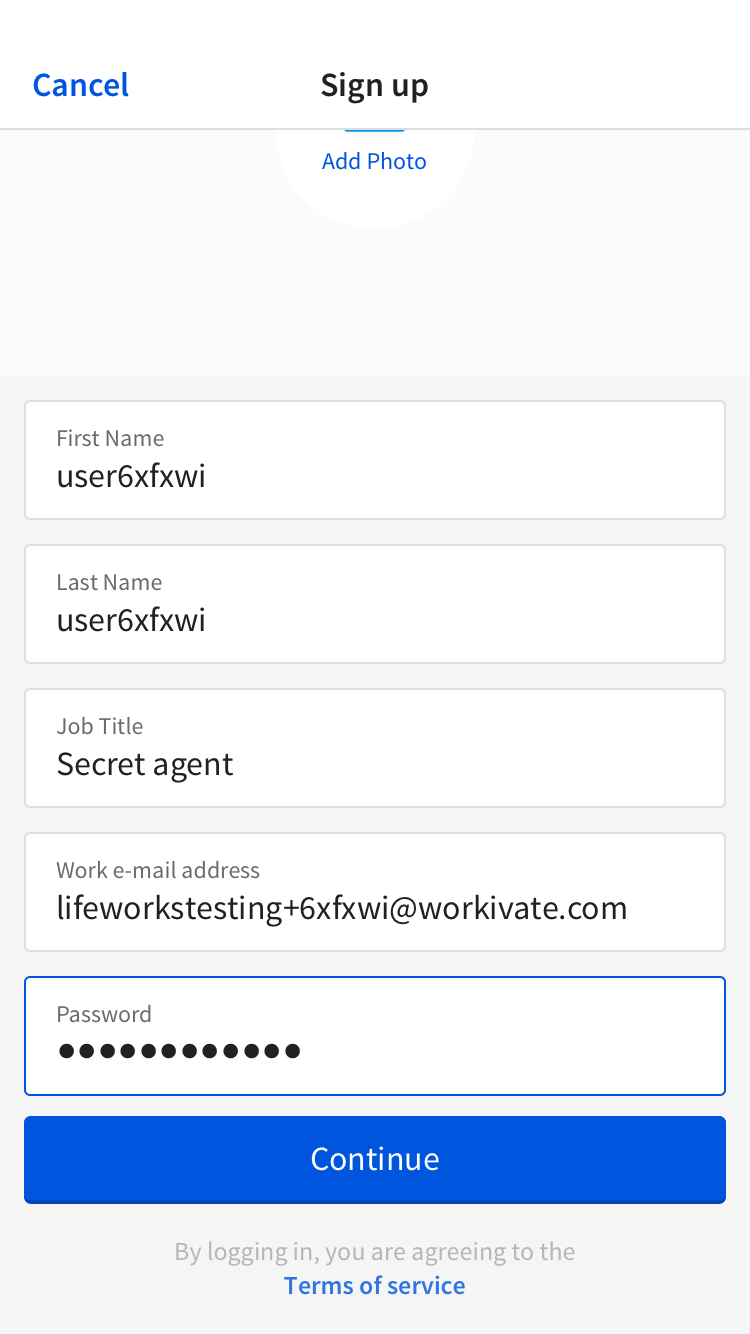 Cancel Sign up
Add Photo
First Name
user6xfxwi
Last Name
user6xfxwi
Job Title
Secret agent
Work e-mail address
lifeworkstesting+6xfxwi@workivate.com
Password
●●●●●●●●●●●●
Continue
By logging in, you are agreeing to the
Terms of service